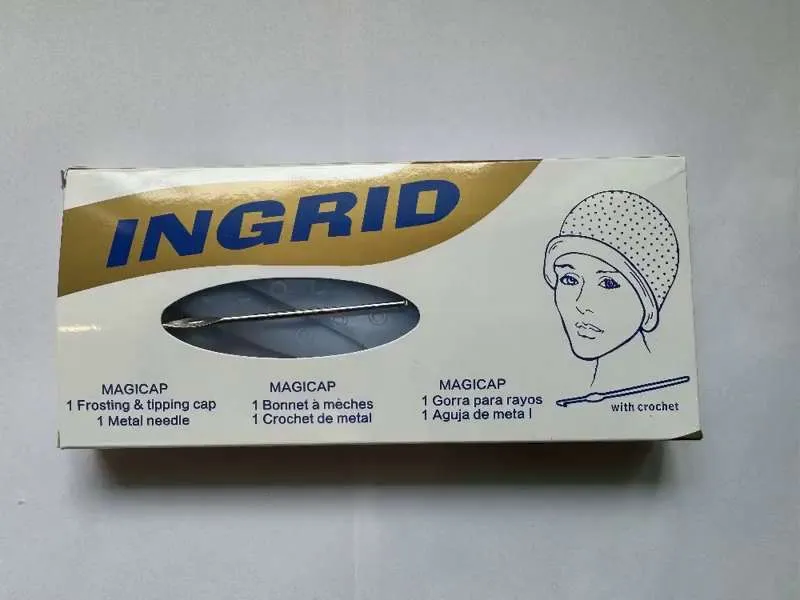 INGRID
MAGICAP
1 Frosting & tipping cap
1 Metal needle
MAGICAP
1 Bonnet à mèches
1 Crochet de metal
MAGICAP
1 Gorra para rayos
1 Aguja de meta l
with crochet